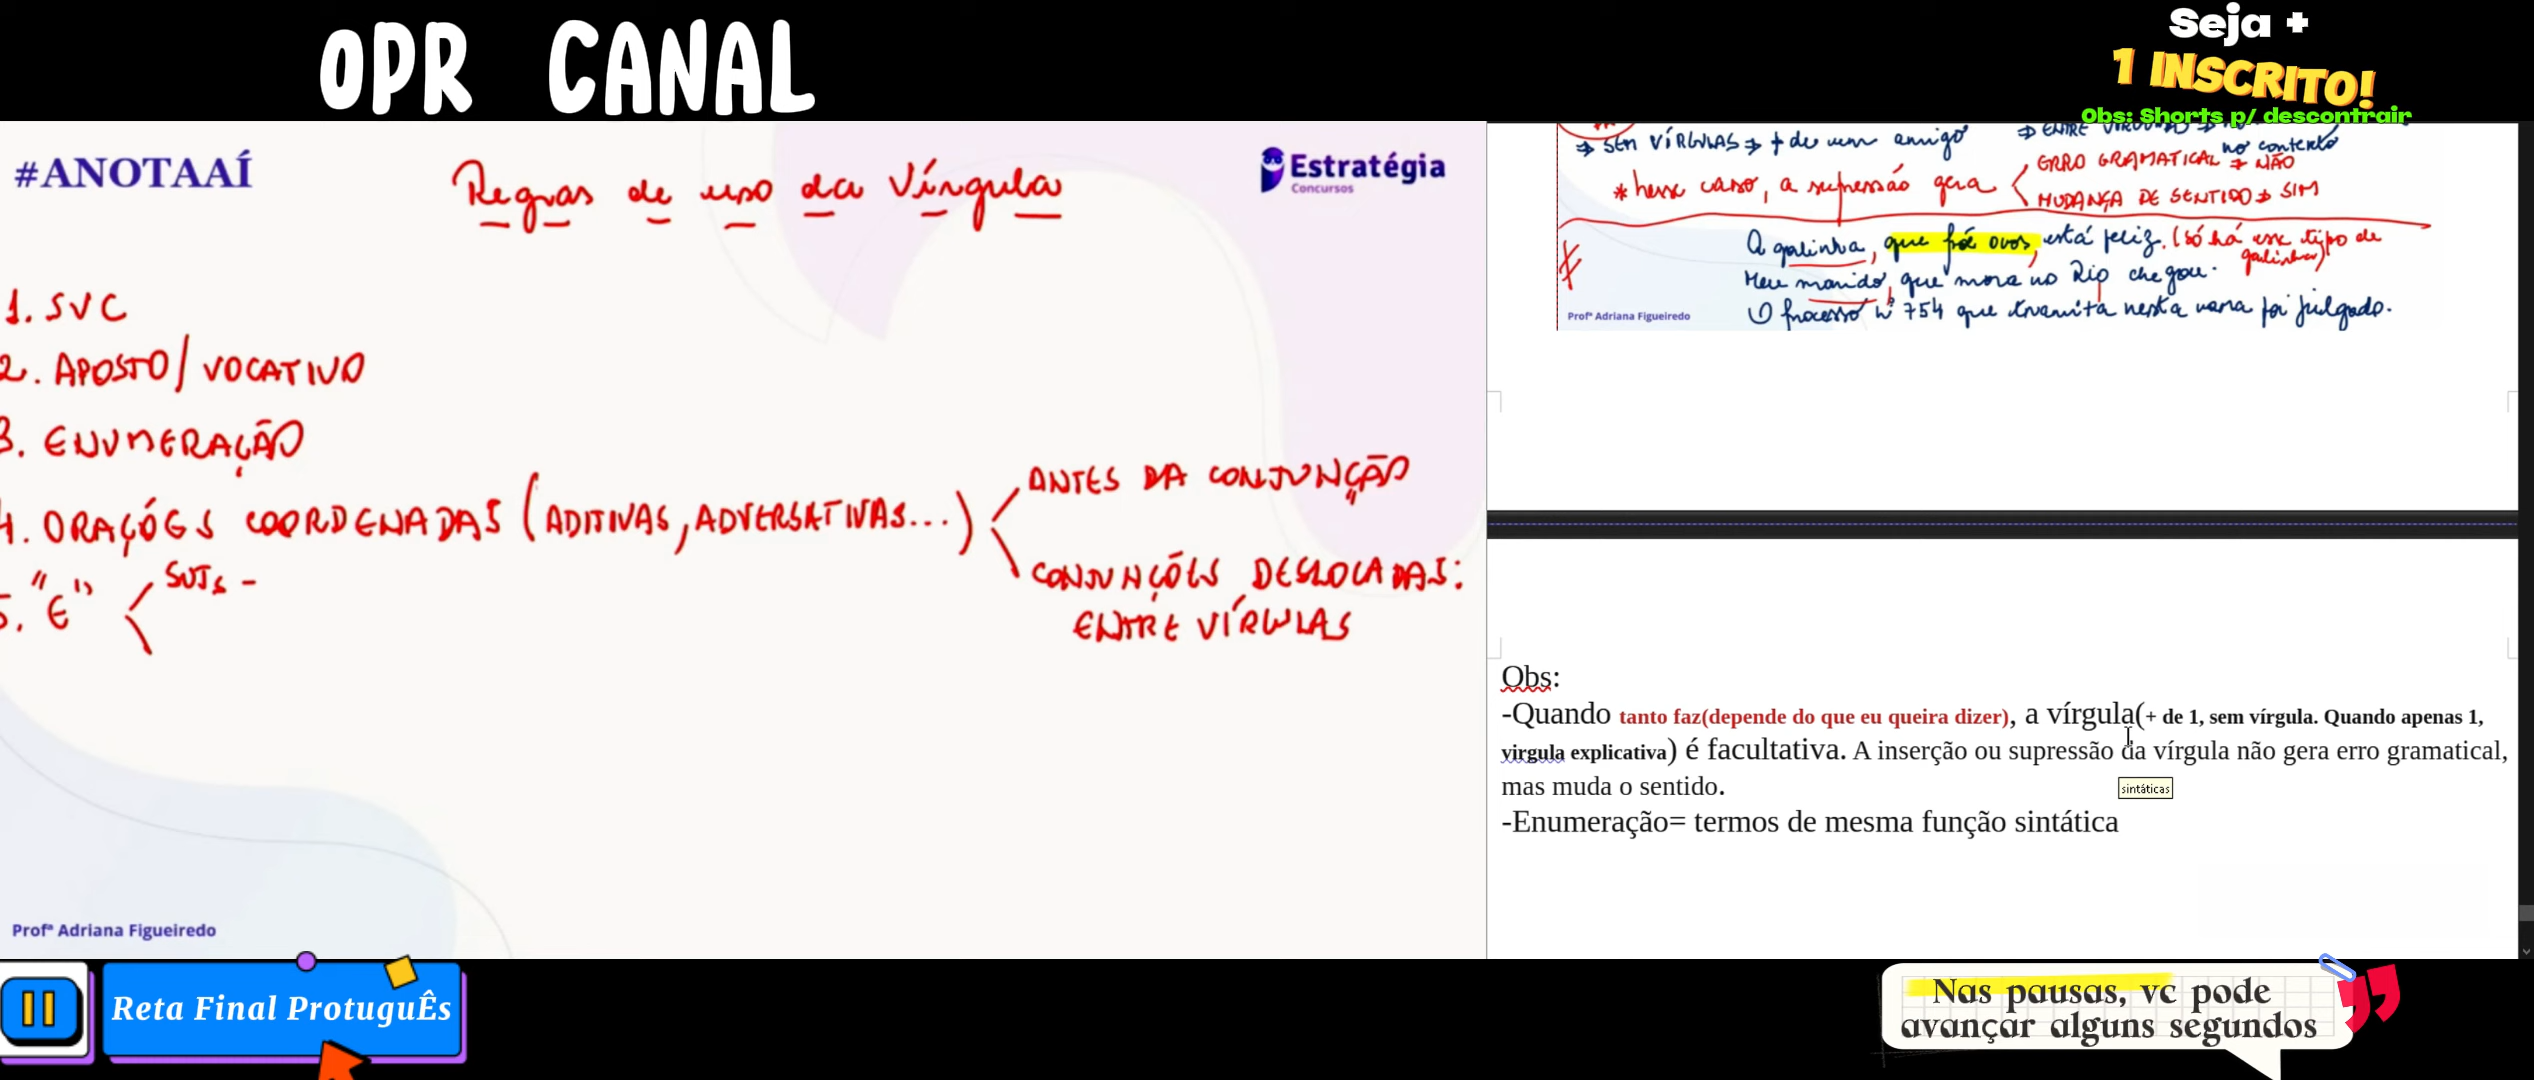 OPR CANAL
Seja +
1 INSCRITO!
Obs: Shorts p/ descontrair
#ANOTAAÍ
Regras de uso da Vírgula
Estratégia
Concursos
1. SVC
2. APOSTO/ VOCATIVO
3. ENUMERAÇÃO
4. ORAÇÕES COORDENADAS (ADITIVAS, ADVERSATIVAS...)
ANTES DA CONJUNÇÃO
CONJUNÇÕES DESLOCADAS:
ENTRE VÍRGULAS
5. "E"
SUJs -
Profª Adriana Figueiredo
⇒ SEM VÍRGULAS ⇒ + de um amigo
⇒ ENTRE VÍRGULAS ⇒
no contexto
* nesse caso, a supressão gera
ERRO GRAMATICAL ⇒ NÃO
MUDANÇA DE SENTIDO ⇒ SIM
A galinha, que põe ovos, está feliz. (só há esse tipo de
galinha)
Meu marido, que mora no Rio, chegou.
O processo nº 754 que tramita nesta vara foi julgado.
Profª Adriana Figueiredo
Obs:
-Quando tanto faz(depende do que eu queira dizer), a vírgula(+ de 1, sem vírgula. Quando apenas 1,
virgula explicativa) é facultativa. A inserção ou supressão da vírgula não gera erro gramatical,
mas muda o sentido.
sintáticas
-Enumeração= termos de mesma função sintática
Reta Final ProtuguÊs
Nas pausas, vc pode
avançar alguns segundos